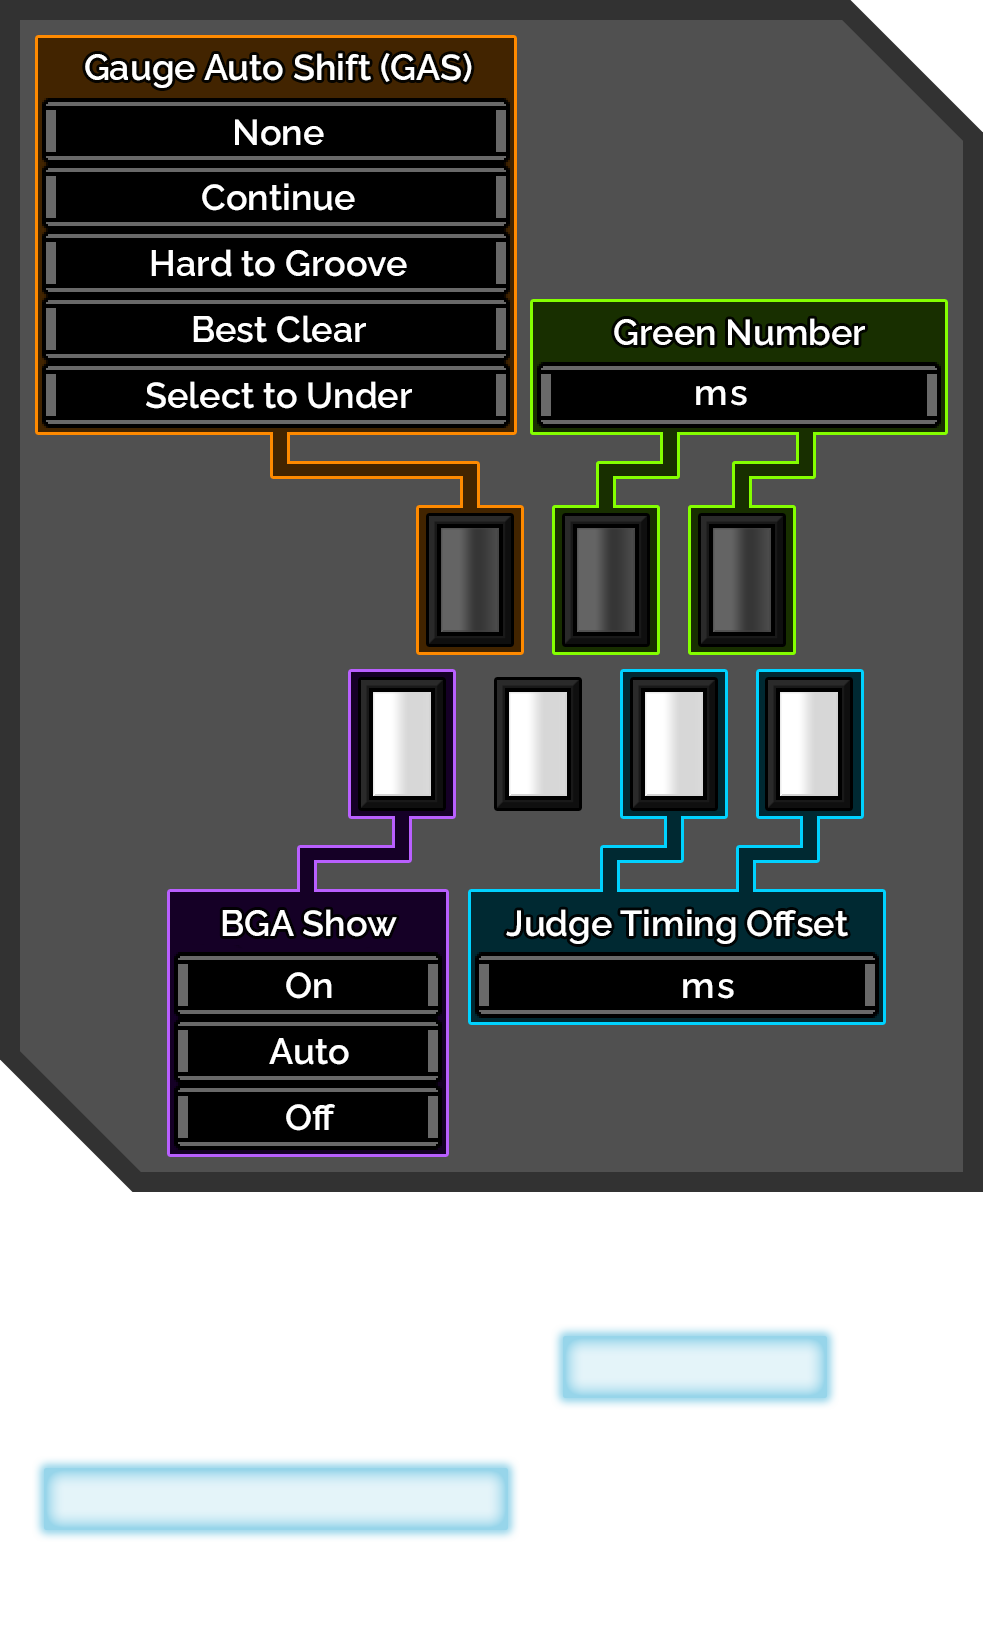 Gauge Auto Shift (GAS)
None
Continue
Hard to Groove
Best Clear
Select to Under
Green Number
ms
BGA Show
On
Auto
Off
Judge Timing Offset
ms